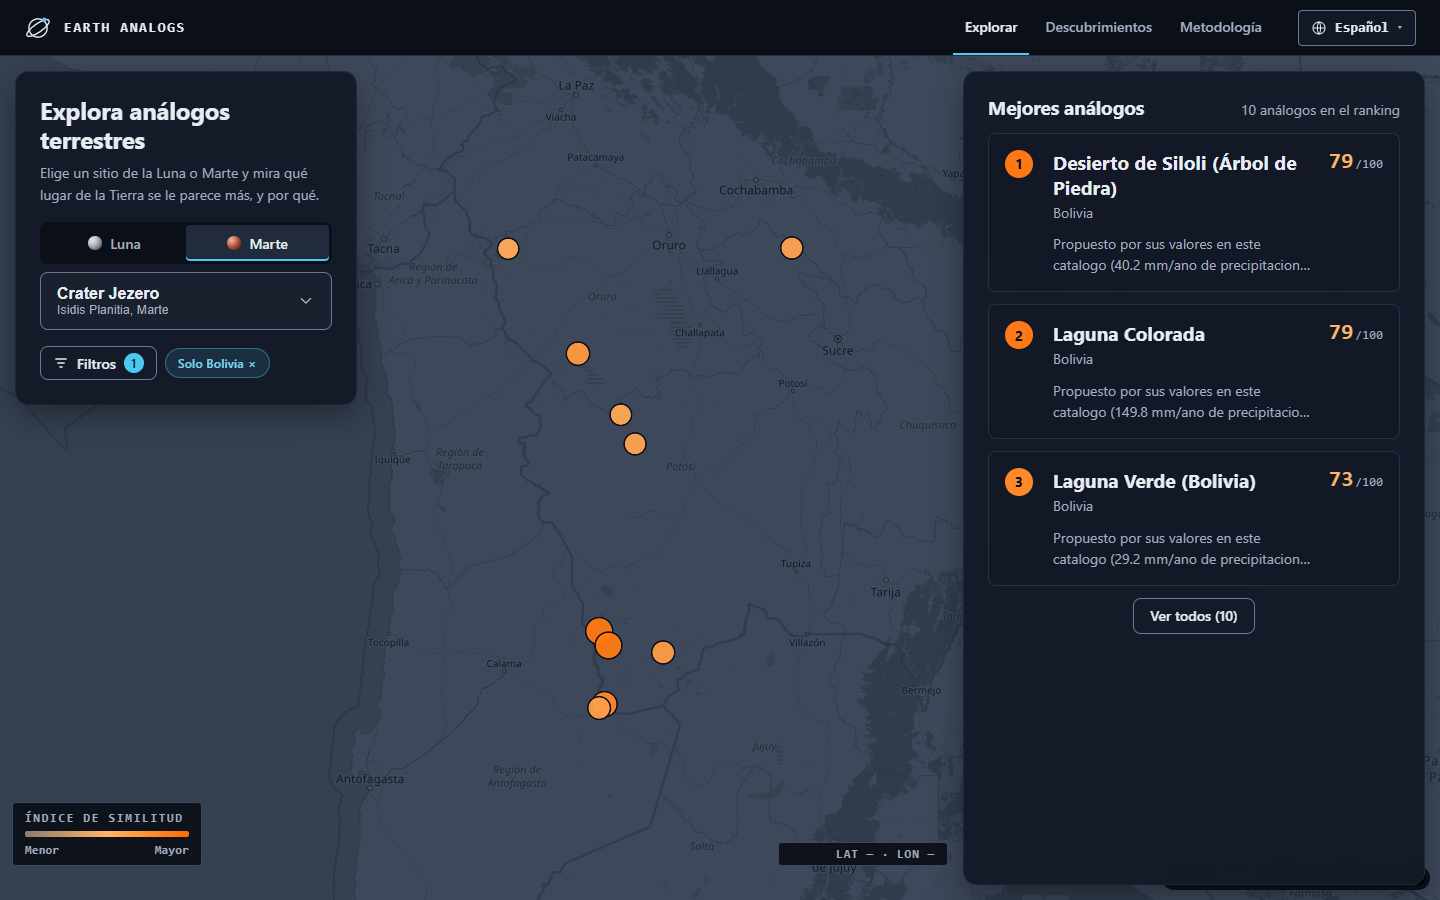 EARTH ANALOGS
Explorar
Descubrimientos
Metodología
Español
Explora análogos
terrestres
Elige un sitio de la Luna o Marte y mira qué
lugar de la Tierra se le parece más, y por qué.
Luna
Marte
Crater Jezero
Isidis Planitia, Marte
Filtros 1
Solo Bolivia ×
Mejores análogos
10 análogos en el ranking
1
Desierto de Siloli (Árbol de
Piedra)
79/100
Bolivia
Propuesto por sus valores en este
catalogo (40.2 mm/ano de precipitacion...
2
Laguna Colorada
79/100
Bolivia
Propuesto por sus valores en este
catalogo (149.8 mm/ano de precipitacio...
3
Laguna Verde (Bolivia)
73/100
Bolivia
Propuesto por sus valores en este
catalogo (29.2 mm/ano de precipitacion...
Ver todos (10)
La Paz
Viacha
Patacamaya
Cochabamba
Cochabamba
Tacna
Tacna
Región de
Arica y Parinacota
Oruro
Llallagua
Oruro
Challapata
Sucre
Potosí
Chuquisaca
Iquique
Región de
Tarapacá
Potosí
Tupiza
Tarija
Tocopilla
Calama
Villazón
Bermejo
Jujuy
Región de
Antofagasta
Antofagasta
Salta
de Jujuy
ÍNDICE DE SIMILITUD
Menor
Mayor
LAT — · LON —